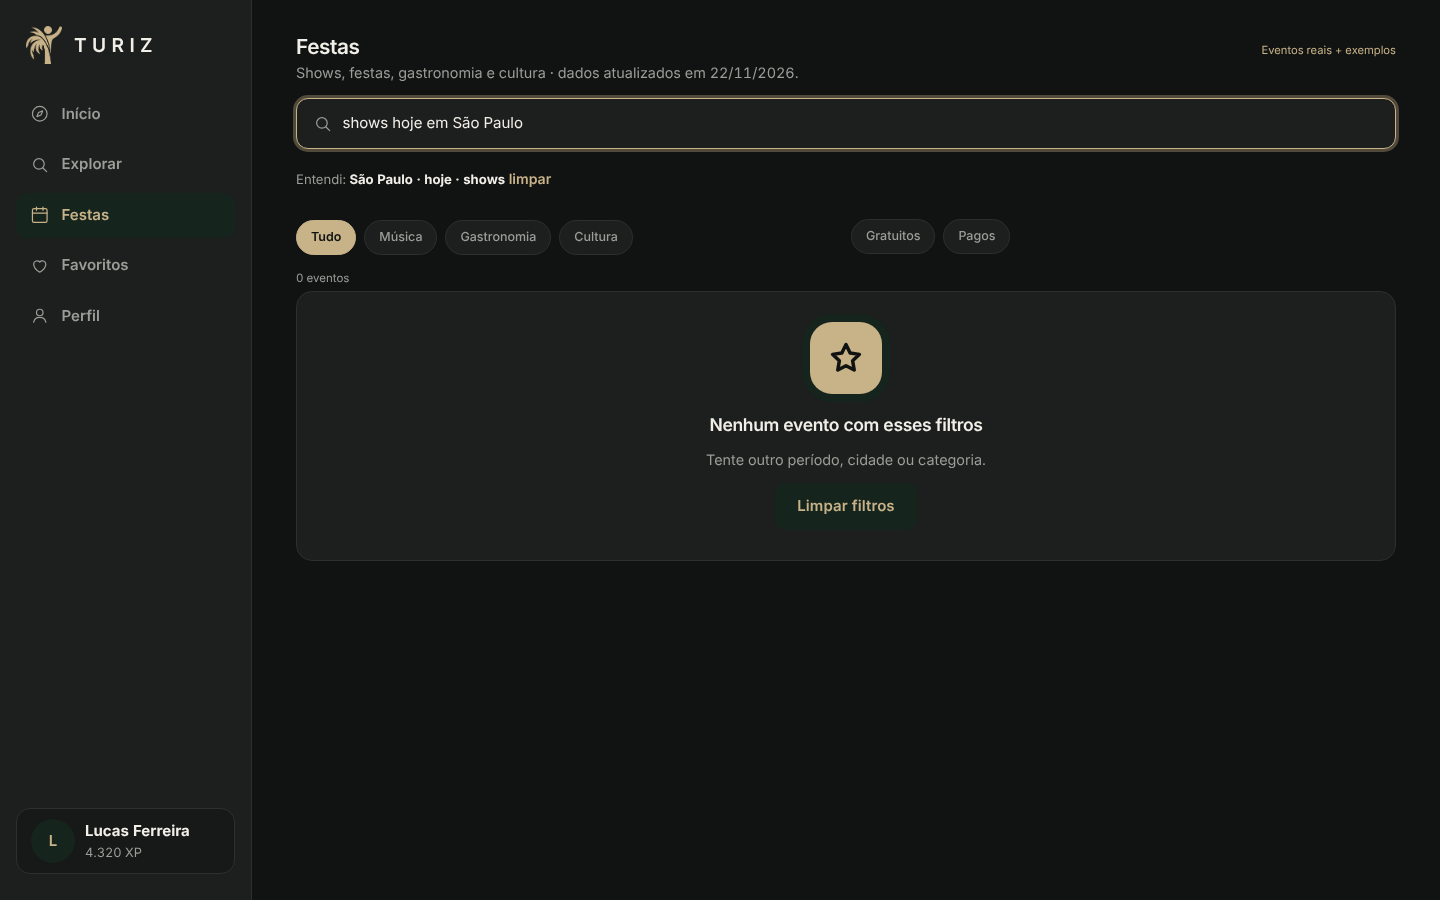 TURIZ
Início
Explorar
Festas
Favoritos
Perfil
Lucas Ferreira
L
4.320 XP
Festas
Eventos reais + exemplos
Shows, festas, gastronomia e cultura · dados atualizados em 22/11/2026.
shows hoje em São Paulo
Entendi: São Paulo · hoje · shows limpar
Tudo Música Gastronomia Cultura Gratuitos Pagos
0 eventos
Nenhum evento com esses filtros
Tente outro período, cidade ou categoria.
Limpar filtros